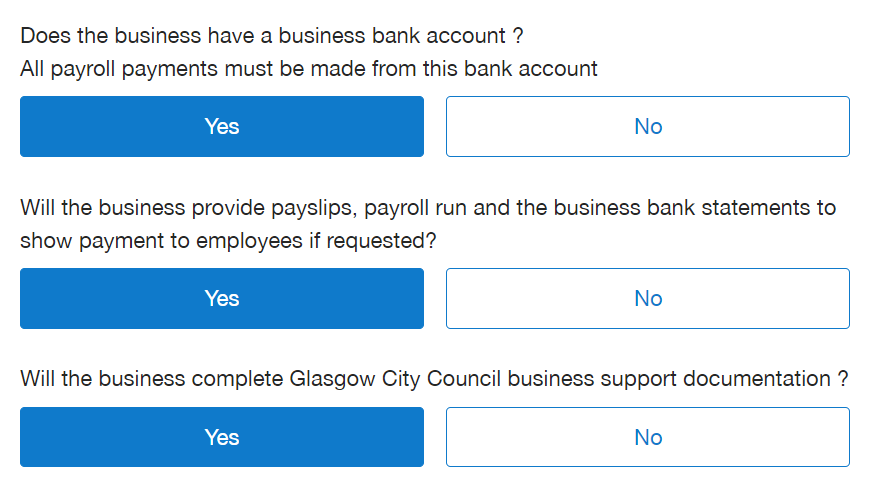 Does the business have a business bank account ?
All payroll payments must be made from this bank account
Yes
No
Will the business provide payslips, payroll run and the business bank statements to
show payment to employees if requested?
Yes
No
Will the business complete Glasgow City Council business support documentation ?
Yes
No